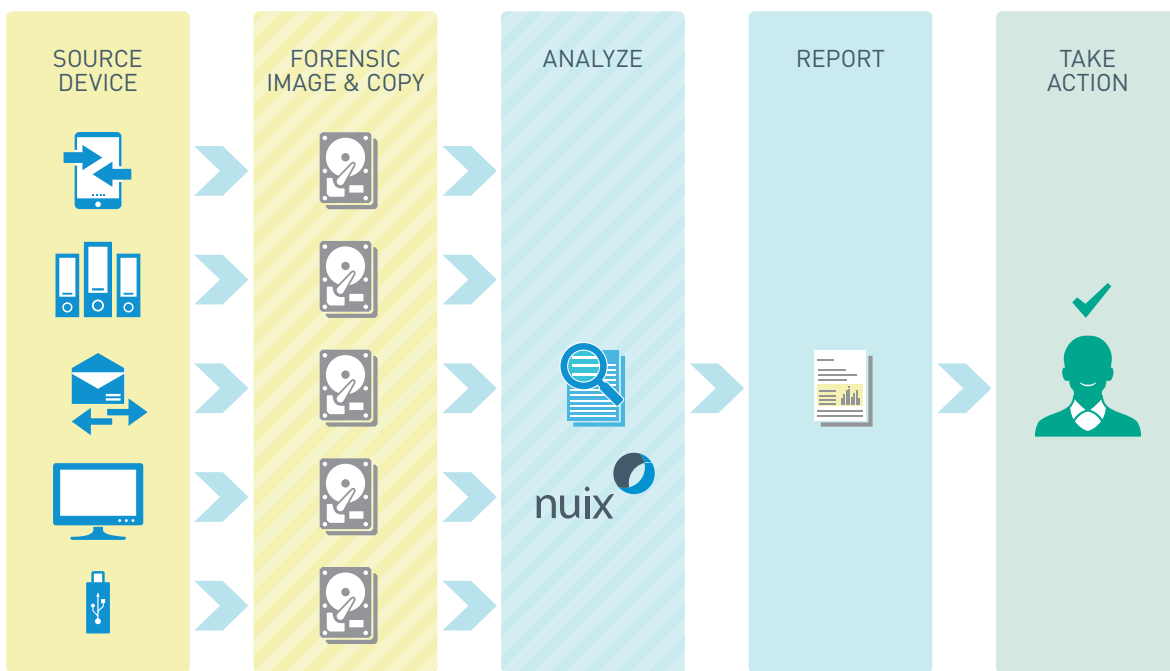 SOURCE
DEVICE
FORENSIC
IMAGE & COPY
ANALYZE
REPORT
TAKE
ACTION
nuix